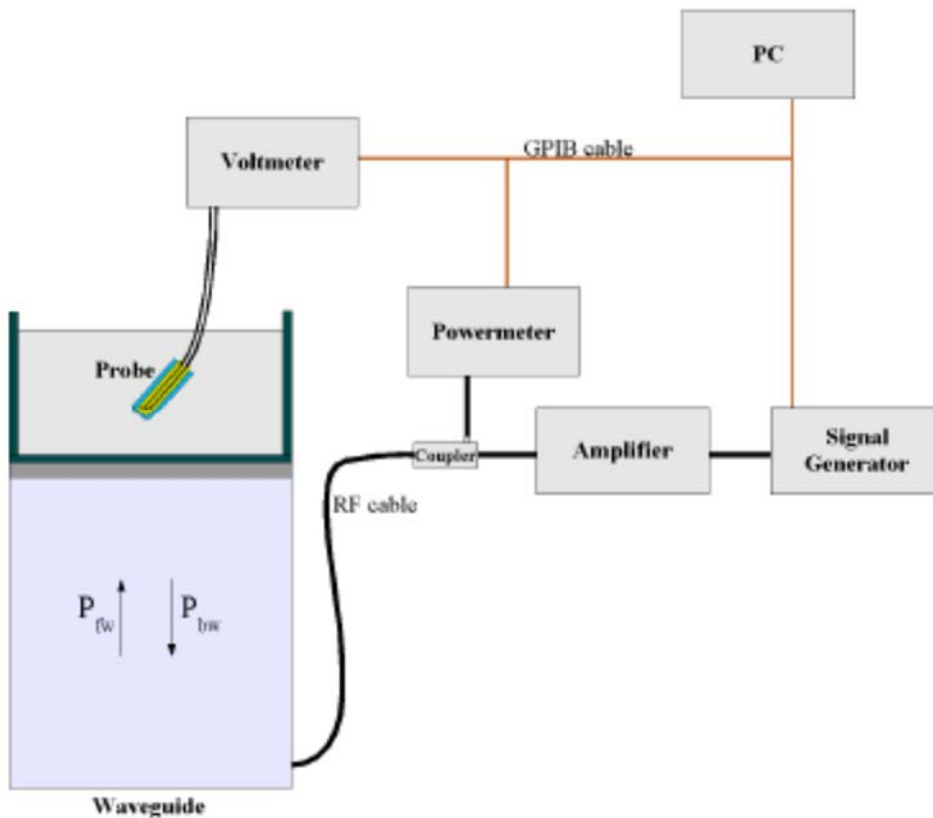 PC
GPIB cable
Voltmeter
Powermeter
Probe
Coupler
Amplifier
Signal
Generator
RF cable
P fw
P bw
Waveguide